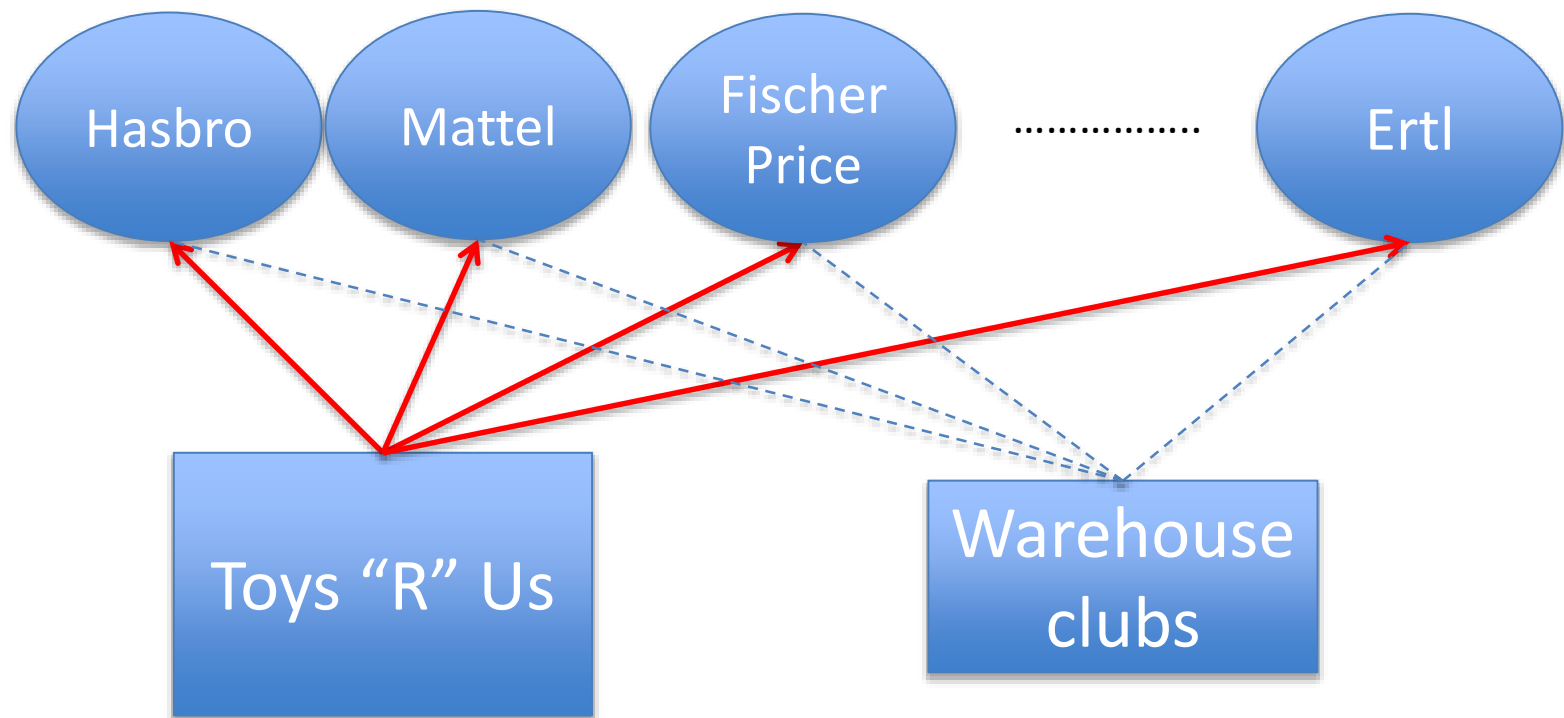 Hasbro
Mattel
Fischer
Price
……………..
Ertl
Toys “R” Us
Warehouse
clubs